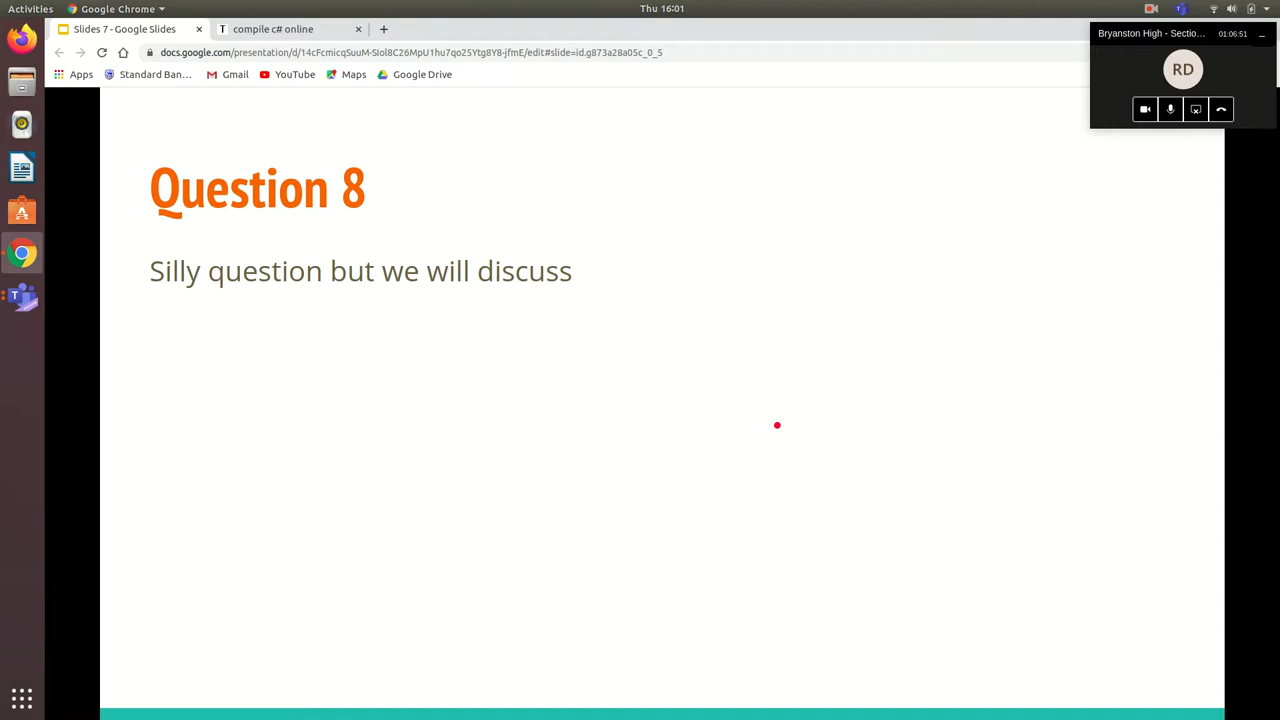 Activities
Google Chrome
Thu 16:01
Slides 7 - Google Slides
compile c# online
Bryanston High - Sectio... 01:06:51
docs.google.com/presentation/d/14cFcmicqSuuM-SIol8C26MpU1hu7qo25Ytg8Y8-jfmE/edit#slide=id.g873a28a05c_0_5
RD
Apps
Standard Ban...
Gmail
YouTube
Maps
Google Drive
Question 8
Silly question but we will discuss